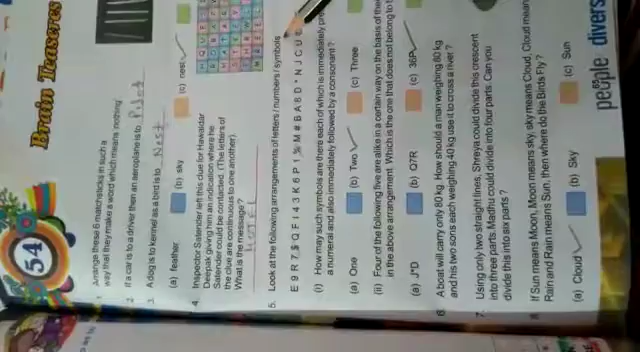 Brain Teasers
54
Arrange these 6 matchsticks in such a
way that they make a word which means 'nothing'
2. If a car is to a driver then an aeroplane is to Pilot
3. A dog is to kennel as a bird is to Nest
(a) feather (b) sky (c) nest
4. Inspector Satender left this clue for Hawaldar
Deepak giving him an indication where he
Satender could be contacted. (The letters of
the clue are continuous to one another).
What is the message? HOTEL
5. Look at the following arrangements of letters / numbers / symbols
(i) How may such symbols are there each of which is immediately
a numeral and also immediately followed by a consonant?
(a) One (b) Two (c) Three
(ii) Four of the following five are alike in a certain way on the basis of
in the above arrangement. Which is the one that does not belong to
(a) J*D (b) Q7R (c) 36P
6. A boat will carry only 80 kg. How should a man weighing 80 kg
and his two sons each weighing 40 kg use it to cross a river?
7. Using only two straight lines, Shreya could divide this crescent
into three parts. Madhu could divide into four parts. Can you
divide this into six parts?
8. If Sun means Moon, Moon means sky, sky means Cloud, Cloud
Rain and Rain means Sun, then where do the Birds Fly?
(a) Cloud (b) Sky (c) Sun
people divers